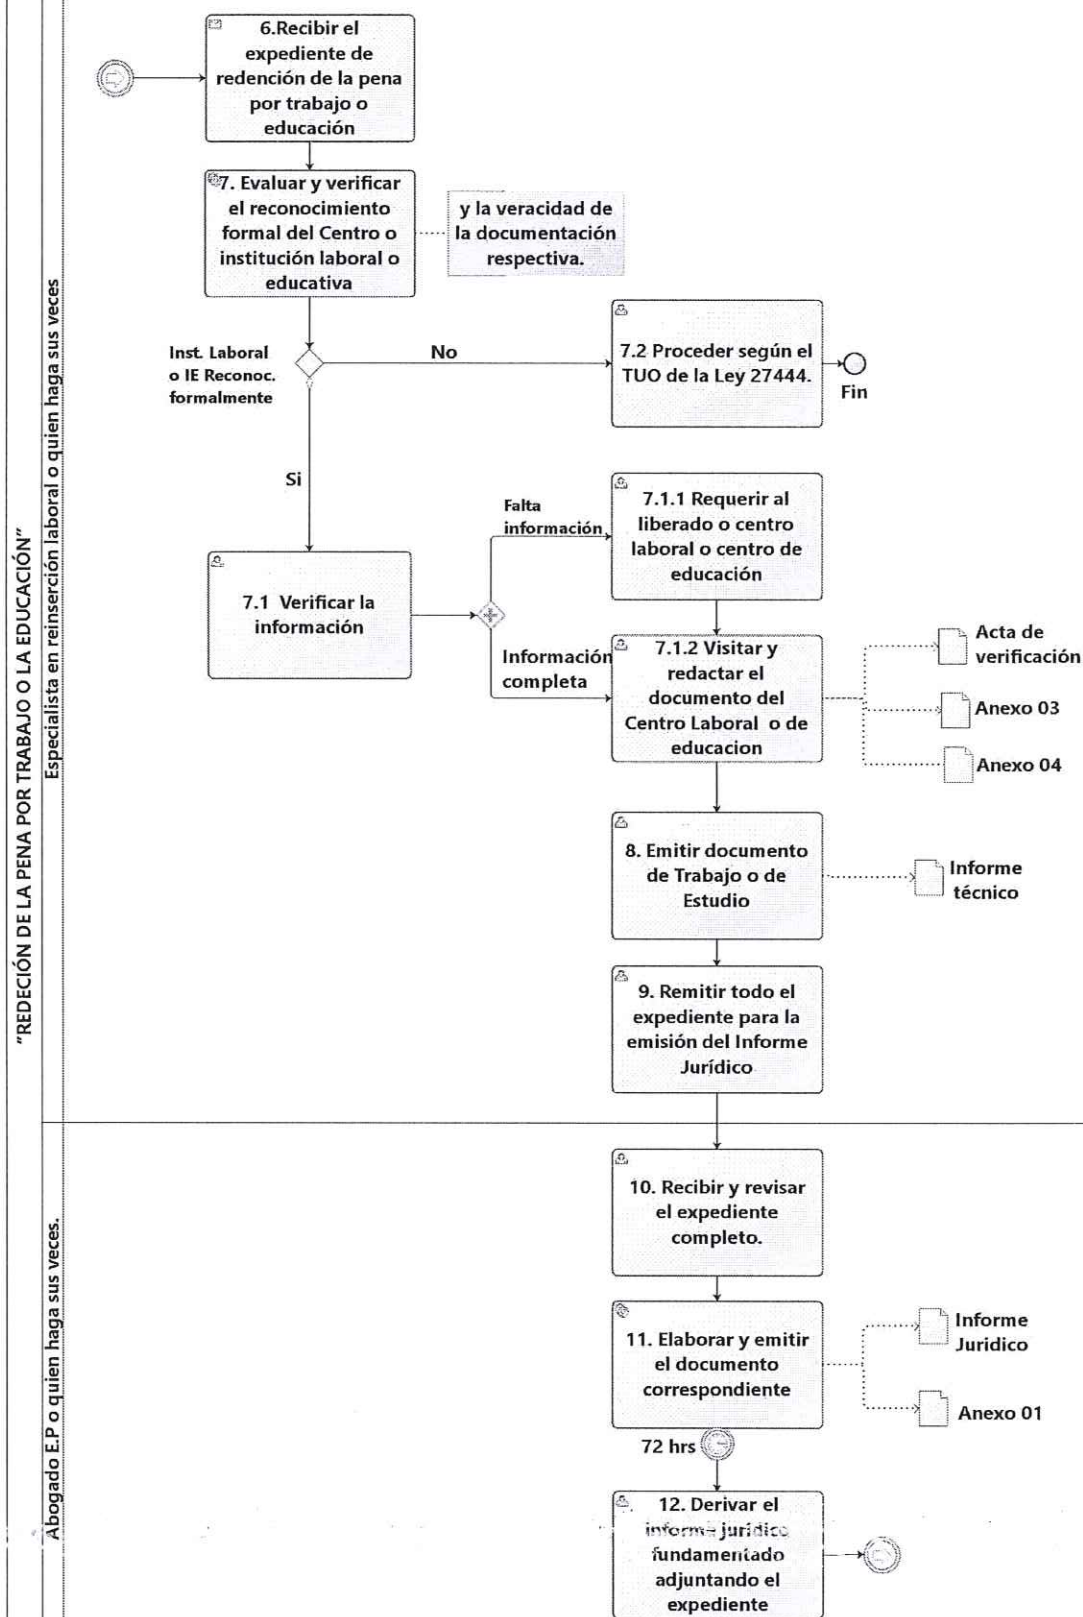 "REDECIÓN DE LA PENA POR TRABAJO O LA EDUCACIÓN"
Especialista en reinserción laboral o quien haga sus veces
6.Recibir el
expediente de
redención de la pena
por trabajo o
educación
7. Evaluar y verificar
el reconocimiento
formal del Centro o
institución laboral o
educativa
y la veracidad de
la documentación
respectiva.
Inst. Laboral
o IE Reconoc.
formalmente
No
7.2 Proceder según el
TUO de la Ley 27444.
Fin
Si
7.1 Verificar la
información
Falta
información
7.1.1 Requerir al
liberado o centro
laboral o centro de
educación
Información
completa
7.1.2 Visitar y
redactar el
documento del
Centro Laboral o de
educacion
Acta de
verificación
Anexo 03
Anexo 04
8. Emitir documento
de Trabajo o de
Estudio
Informe
técnico
9. Remitir todo el
expediente para la
emisión del Informe
Jurídico
Abogado E.P o quien haga sus veces.
10. Recibir y revisar
el expediente
completo.
11. Elaborar y emitir
el documento
correspondiente
Informe
Juridico
Anexo 01
72 hrs
12. Derivar el
informe jurídico
fundamentado
adjuntando el
expediente